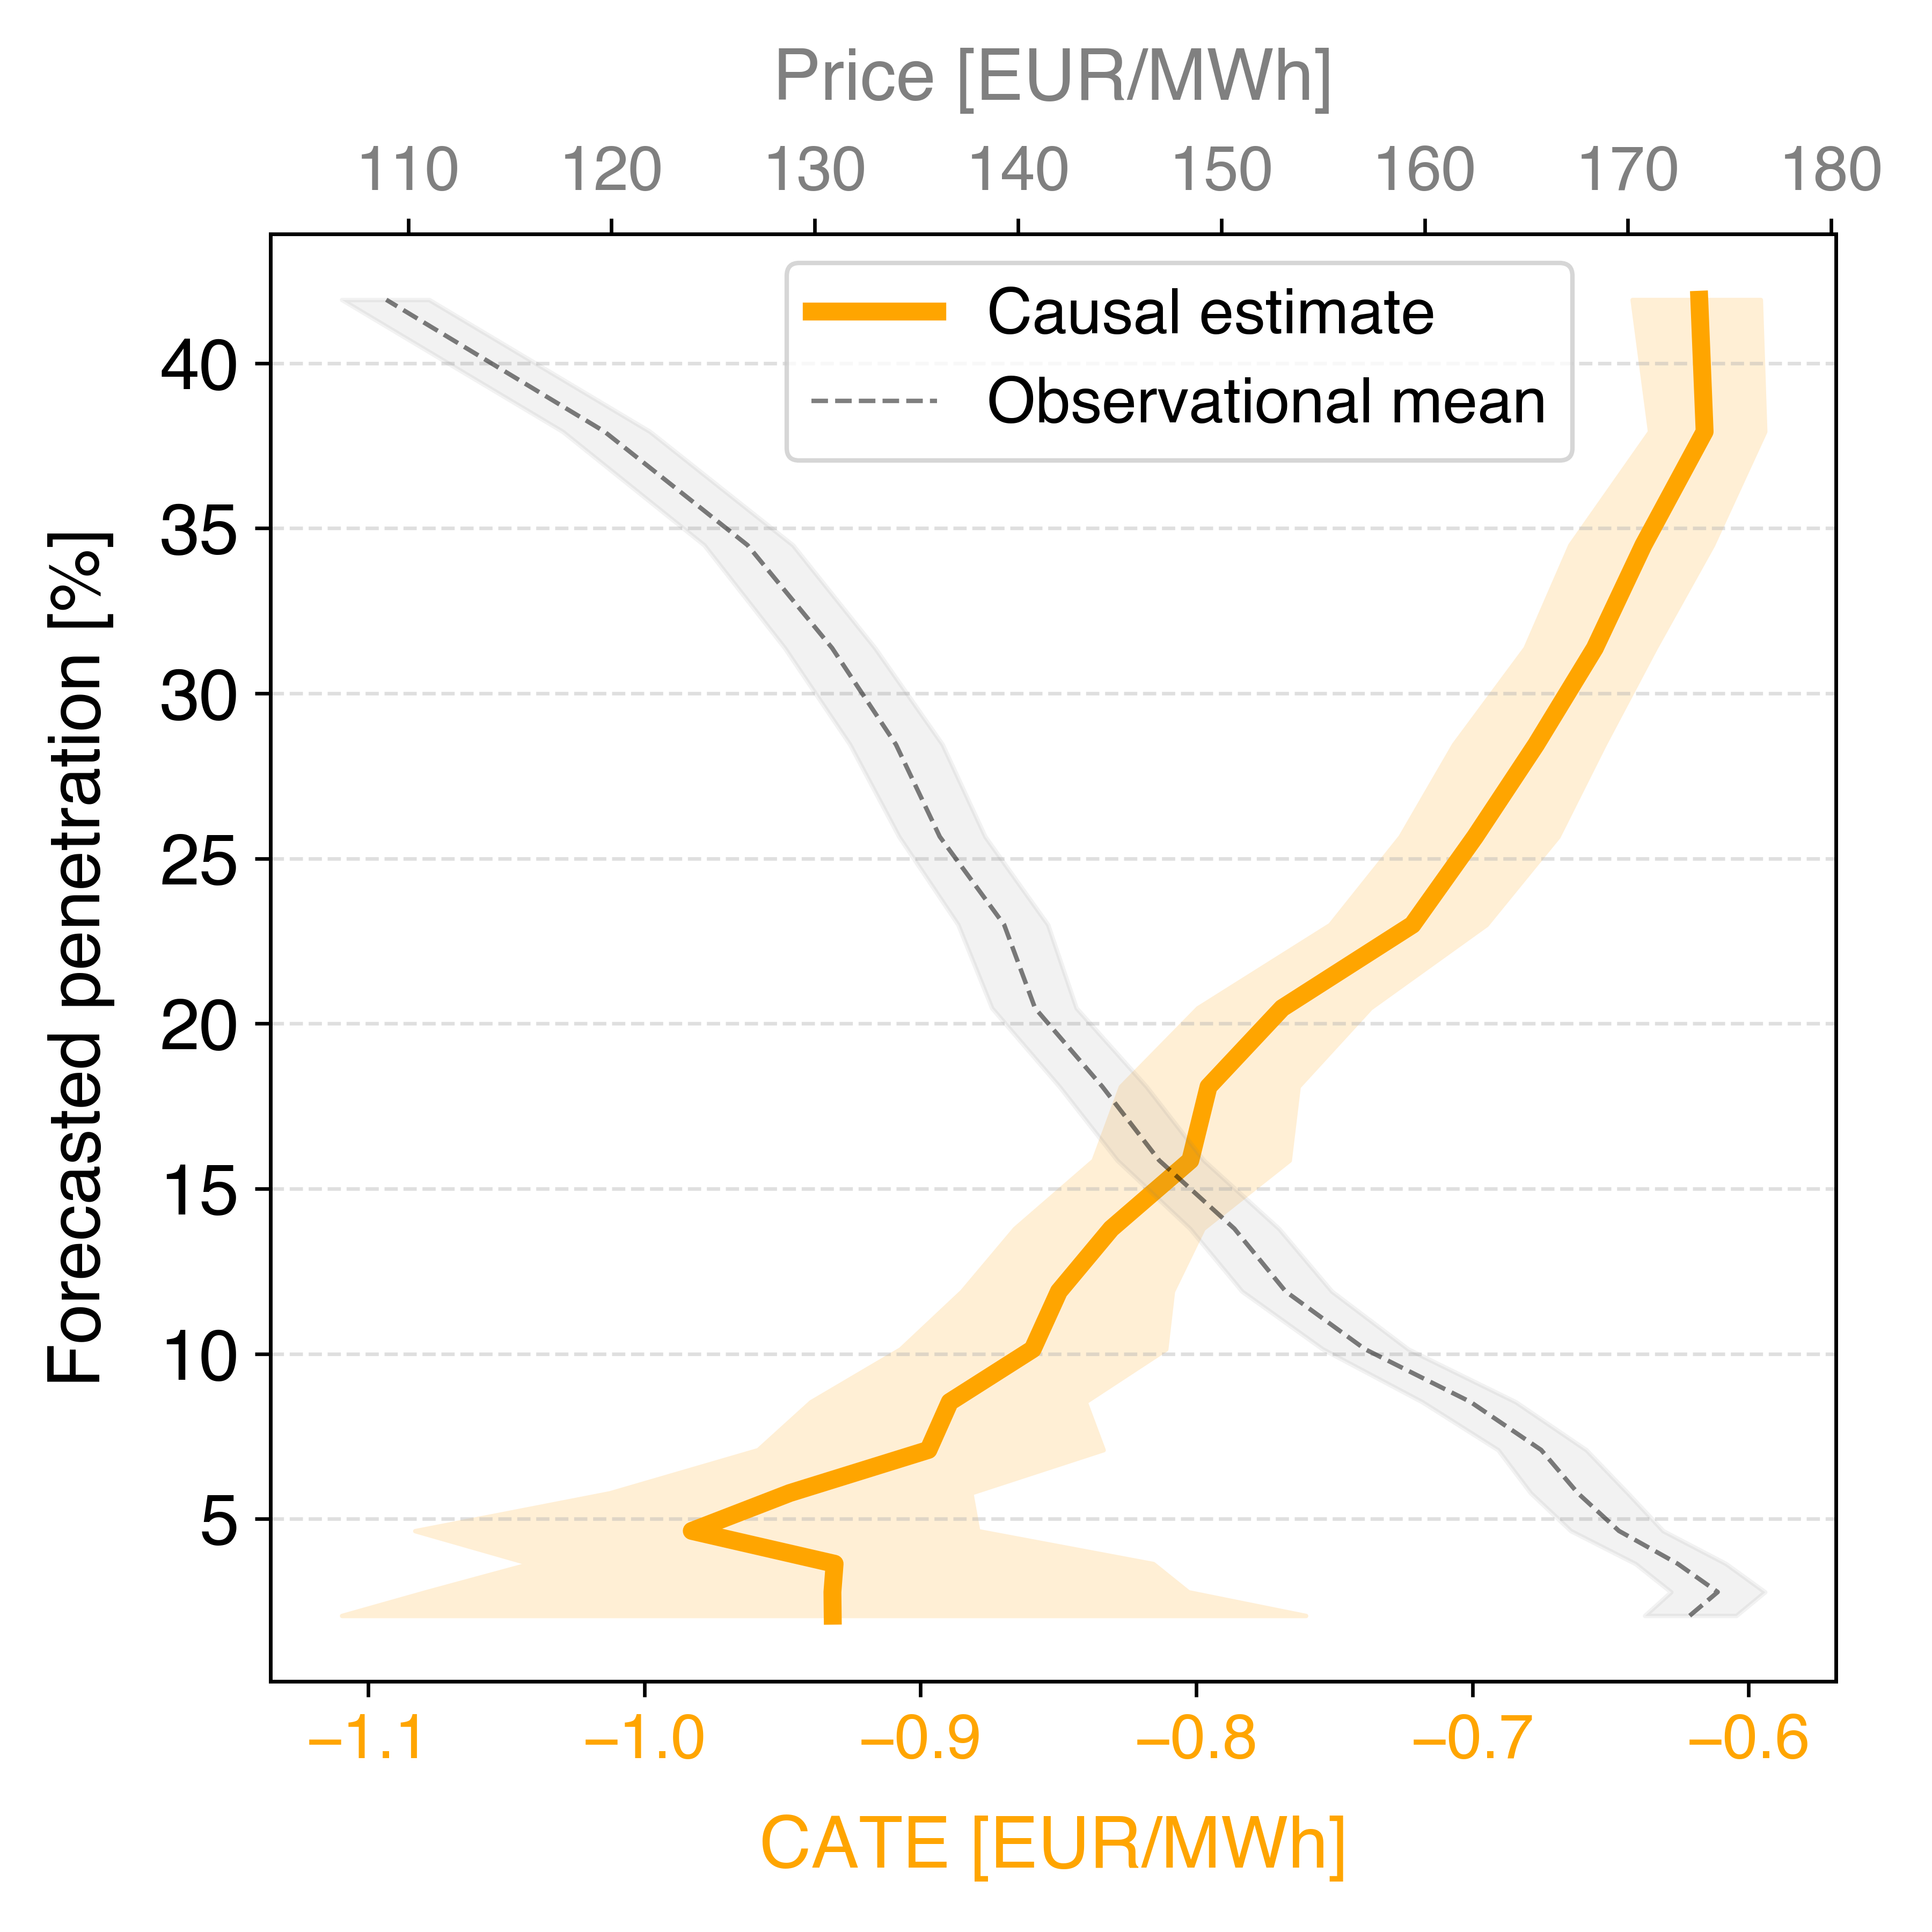 Price [EUR/MWh]
110 120 130 140 150 160 170 180
Causal estimate
Observational mean
Forecasted penetration [%]
40
35
30
25
20
15
10
5
−1.1 −1.0 −0.9 −0.8 −0.7 −0.6
CATE [EUR/MWh]